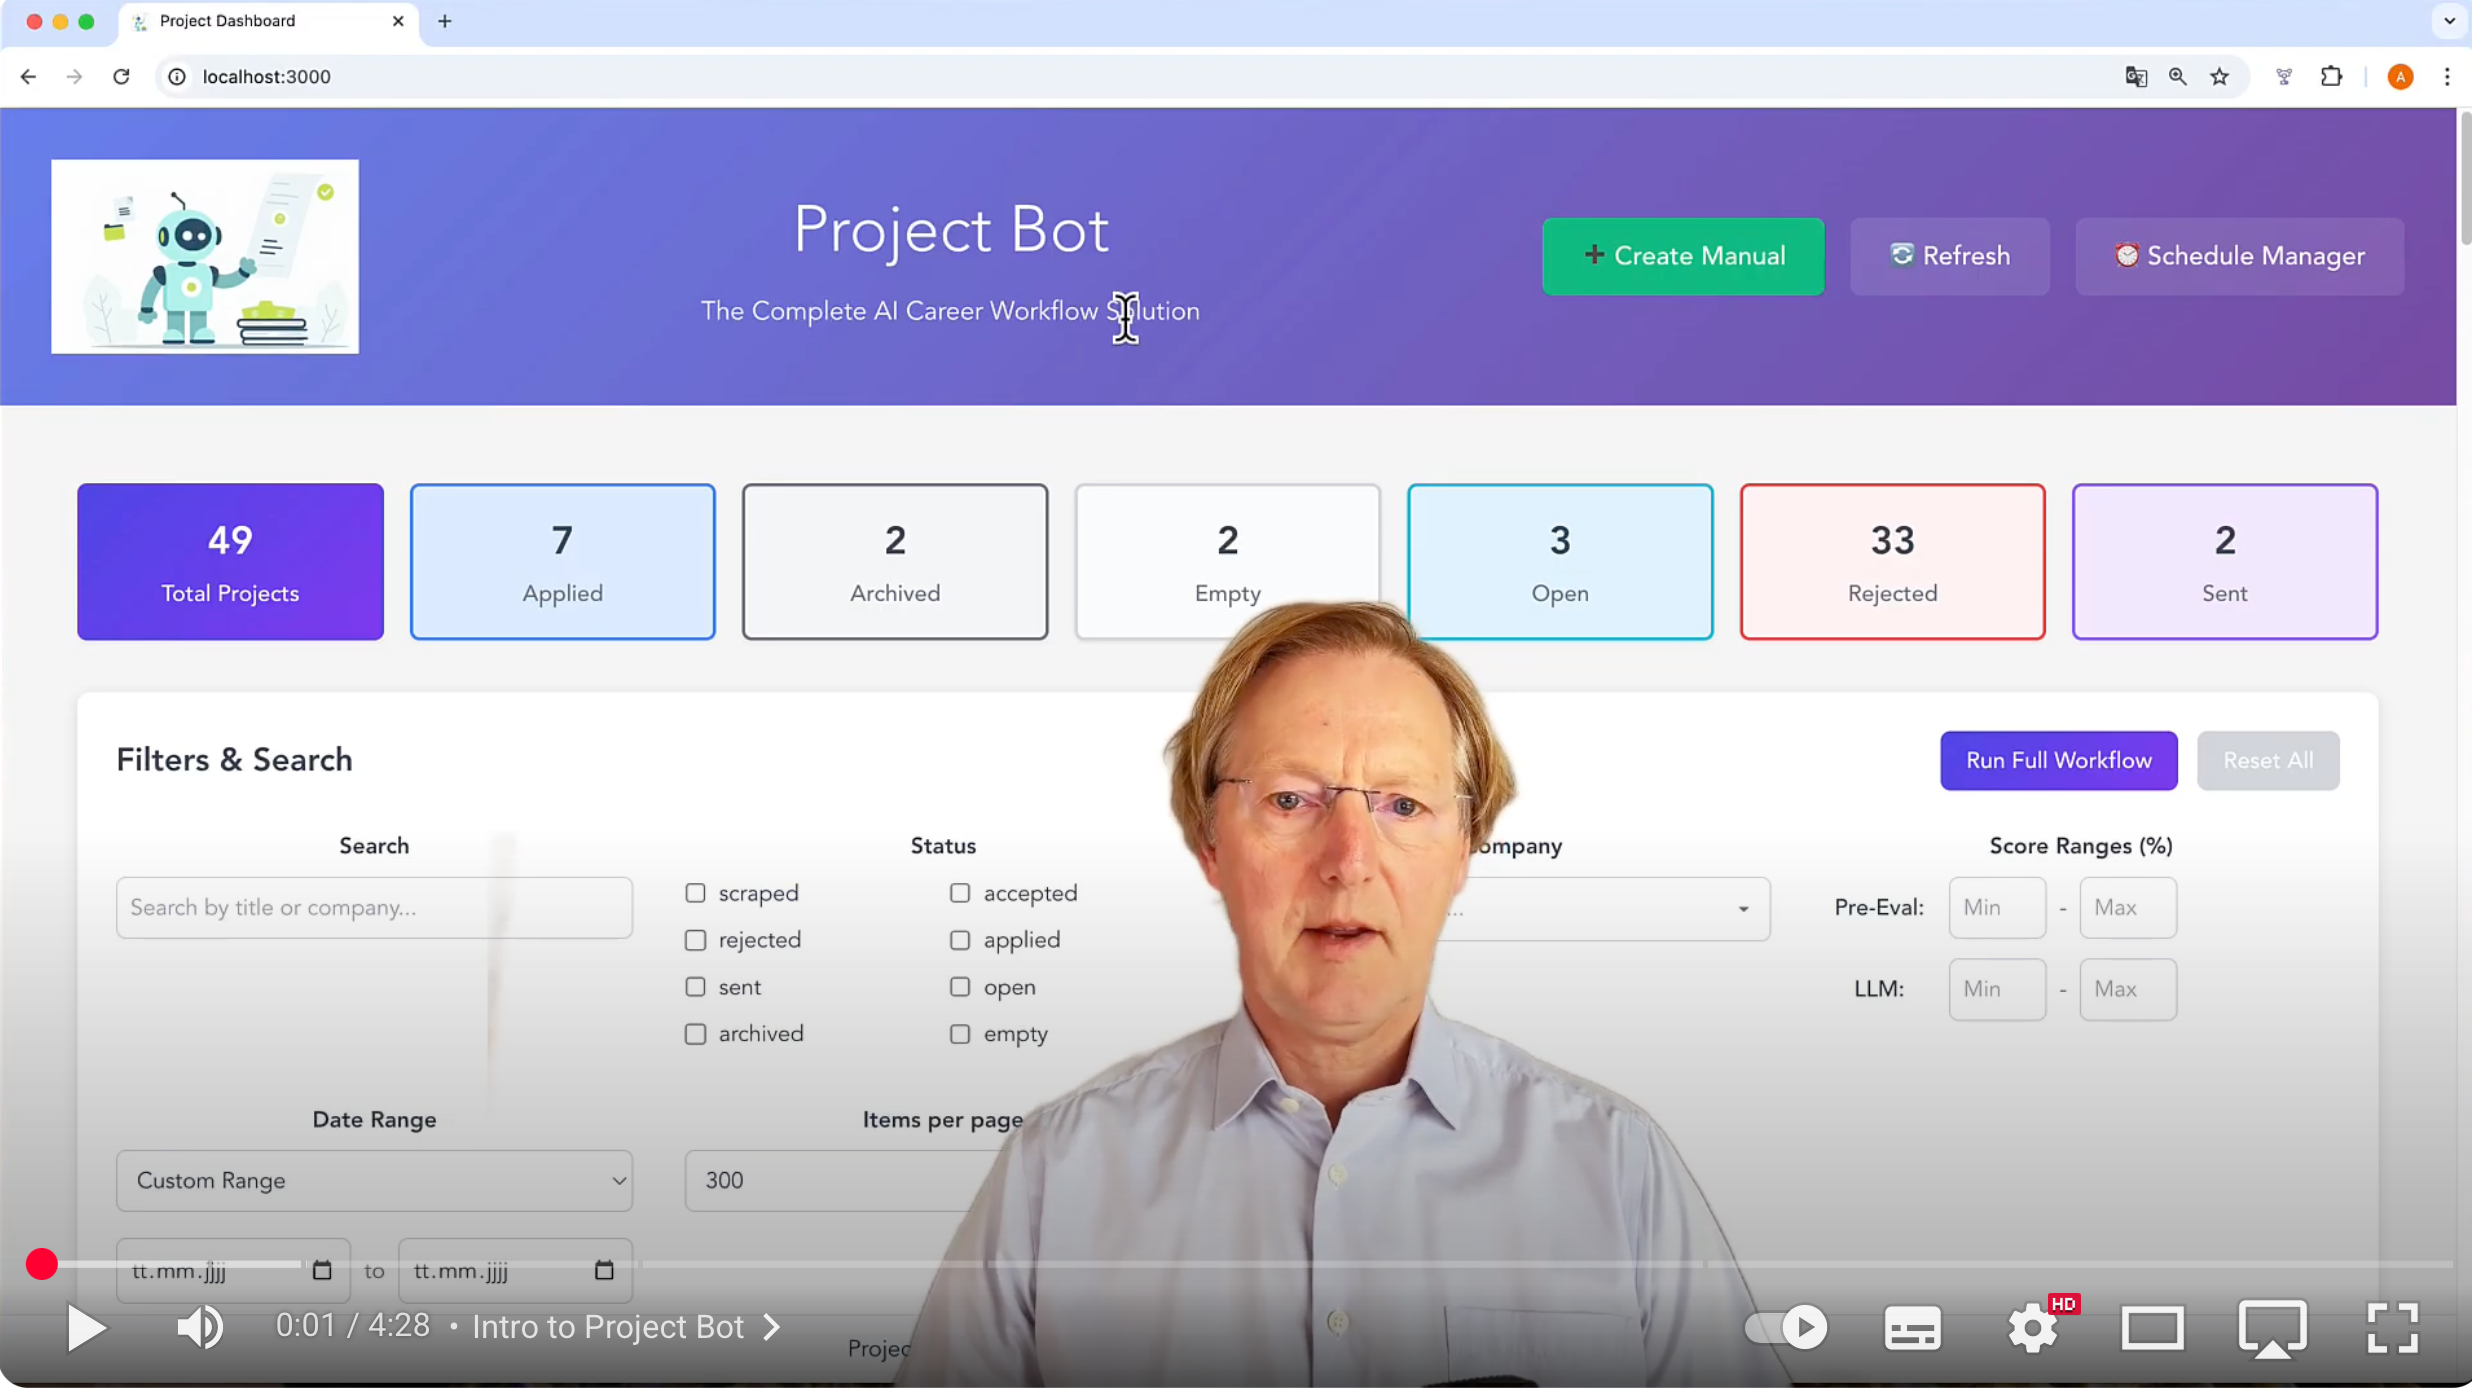 Project Dashboard
localhost:3000
A
Project Bot
The Complete AI Career Workflow Solution
Create Manual
Refresh
Schedule Manager
49
Total Projects
7
Applied
2
Archived
2
Empty
3
Open
33
Rejected
2
Sent
Filters & Search
Run Full Workflow
Reset All
Search
Search by title or company...
Status
scraped
accepted
rejected
applied
sent
open
archived
empty
ompany
...
Score Ranges (%)
Pre-Eval:
Min
-
Max
LLM:
Min
-
Max
Date Range
Custom Range
tt.mm.jjjj
to
tt.mm.jjjj
Items per page
300
Projec
0:01 / 4:28 • Intro to Project Bot
HD